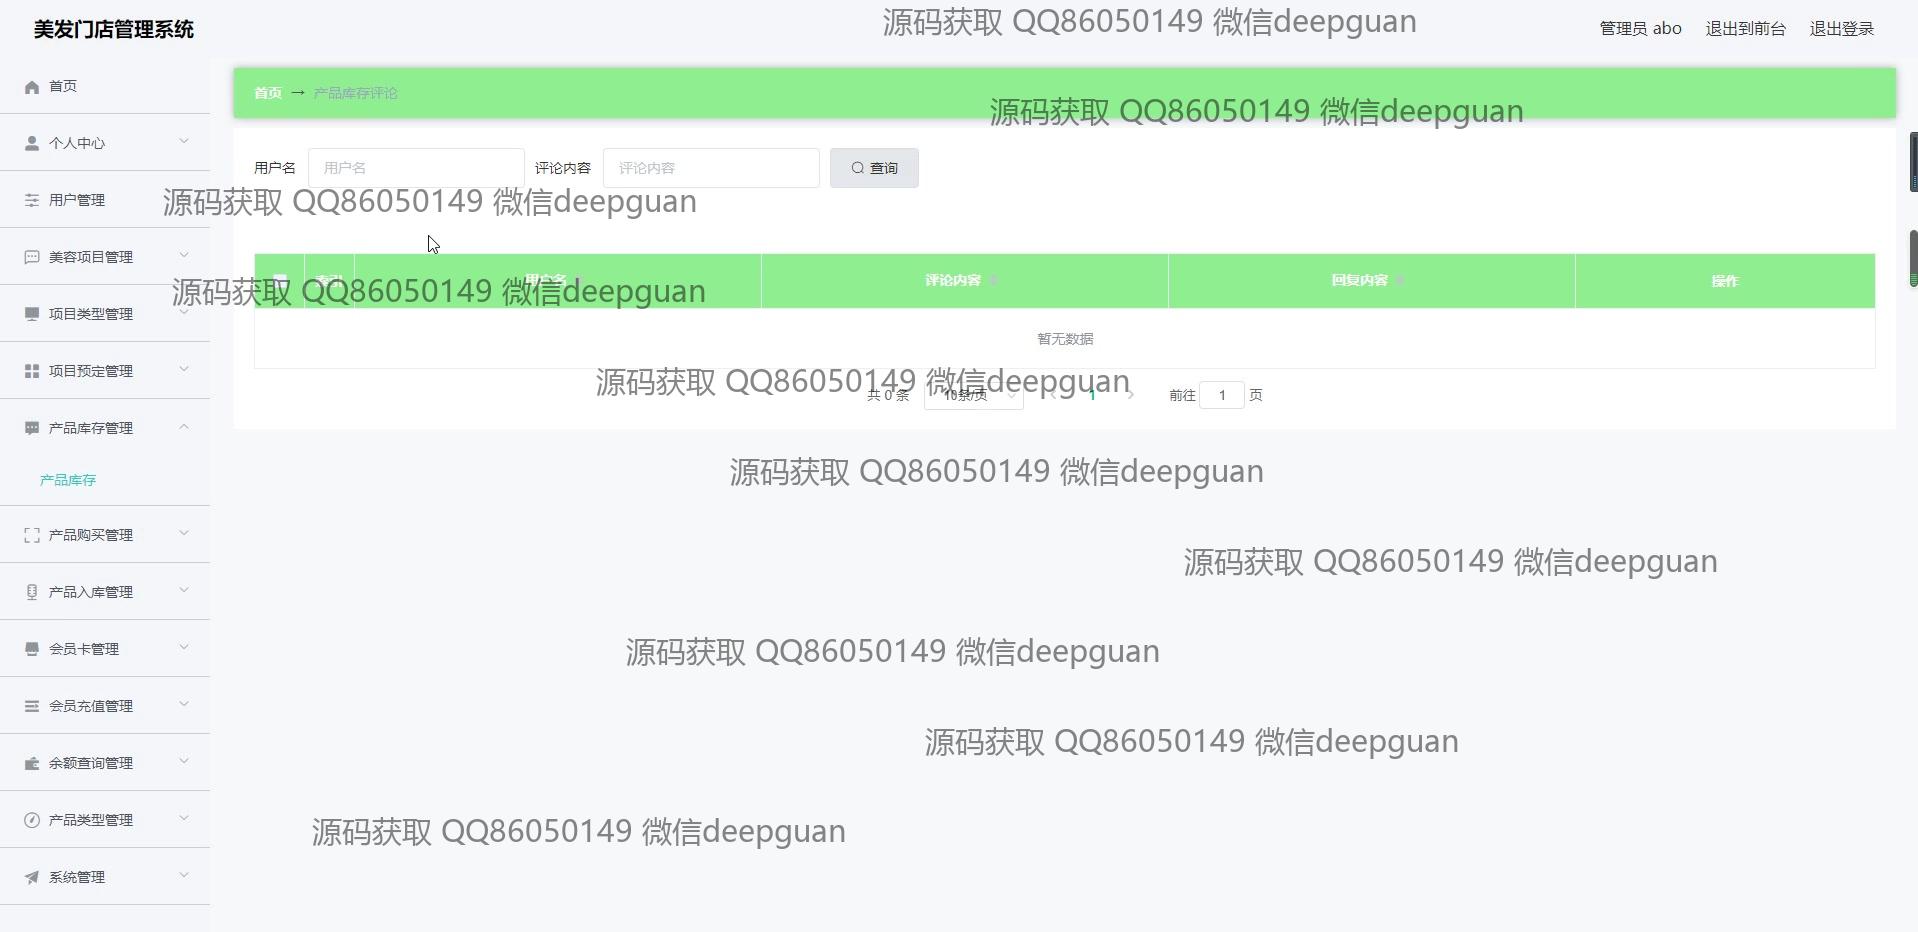 美发门店管理系统
源码获取 QQ86050149 微信deepguan
管理员 abo 退出到前台 退出登录
首页
首页 → 产品库存评论
源码获取 QQ86050149 微信deepguan
个人中心
用户名 用户名 评论内容 评论内容 查询
用户管理
源码获取 QQ86050149 微信deepguan
美容项目管理
索引 用户名 评论内容 回复内容 操作
源码获取 QQ86050149 微信deepguan
项目类型管理
暂无数据
项目预定管理
源码获取 QQ86050149 微信deepguan
共 0 条 10条/页 1 前往 1 页
产品库存管理
源码获取 QQ86050149 微信deepguan
产品库存
产品购买管理
源码获取 QQ86050149 微信deepguan
产品入库管理
会员卡管理
源码获取 QQ86050149 微信deepguan
会员充值管理
源码获取 QQ86050149 微信deepguan
余额查询管理
产品类型管理
源码获取 QQ86050149 微信deepguan
系统管理